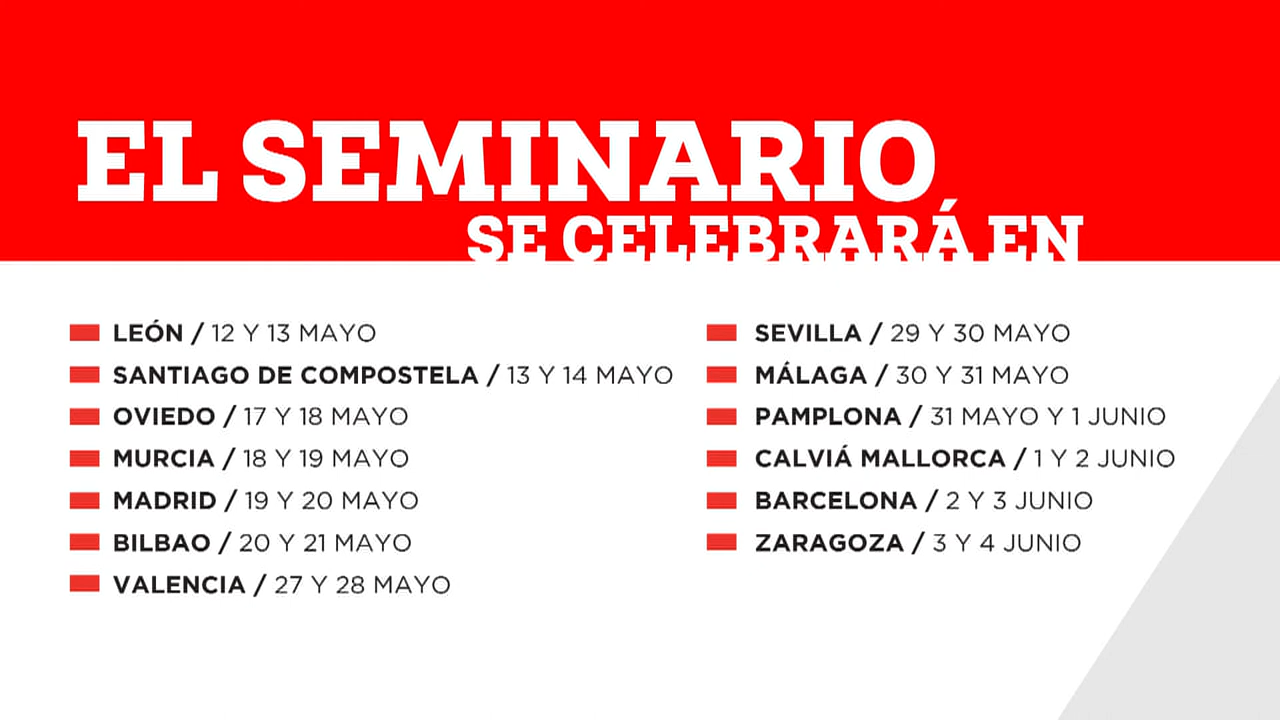 EL SEMINARIO
SE CELEBRARÁ EN
LEÓN / 12 Y 13 MAYO
SANTIAGO DE COMPOSTELA / 13 Y 14 MAYO
OVIEDO / 17 Y 18 MAYO
MURCIA / 18 Y 19 MAYO
MADRID / 19 Y 20 MAYO
BILBAO / 20 Y 21 MAYO
VALENCIA / 27 Y 28 MAYO
SEVILLA / 29 Y 30 MAYO
MÁLAGA / 30 Y 31 MAYO
PAMPLONA / 31 MAYO Y 1 JUNIO
CALVIÁ MALLORCA / 1 Y 2 JUNIO
BARCELONA / 2 Y 3 JUNIO
ZARAGOZA / 3 Y 4 JUNIO